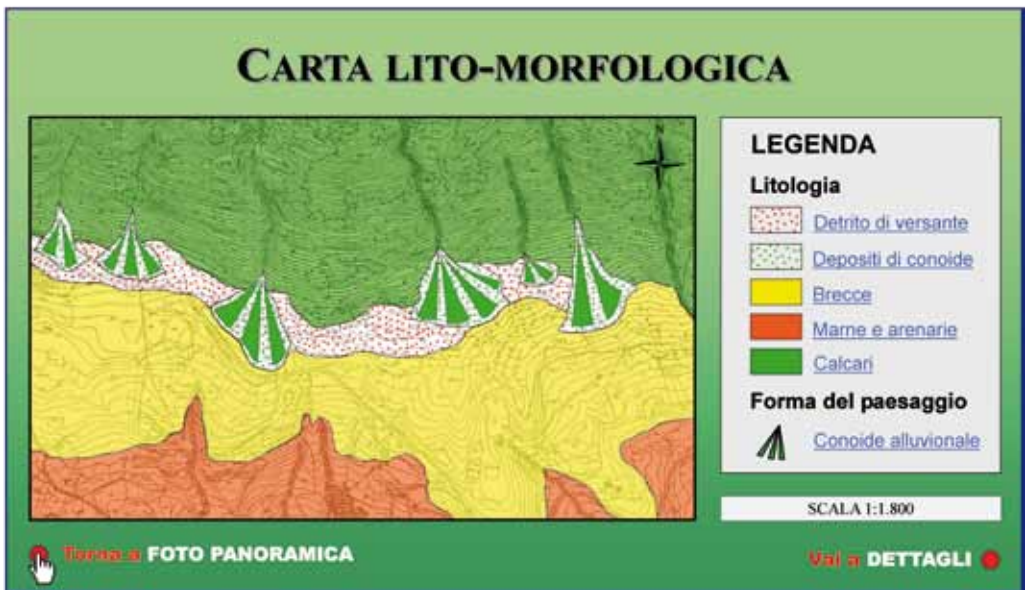 CARTA LITO-MORFOLOGICA
N
LEGENDA
Litologia
Detrito di versante
Depositi di conoide
Brecce
Marne e arenarie
Calcari
Forma del paesaggio
Conoide alluvionale
SCALA 1:1.800
Torna a FOTO PANORAMICA
Vai a DETTAGLI